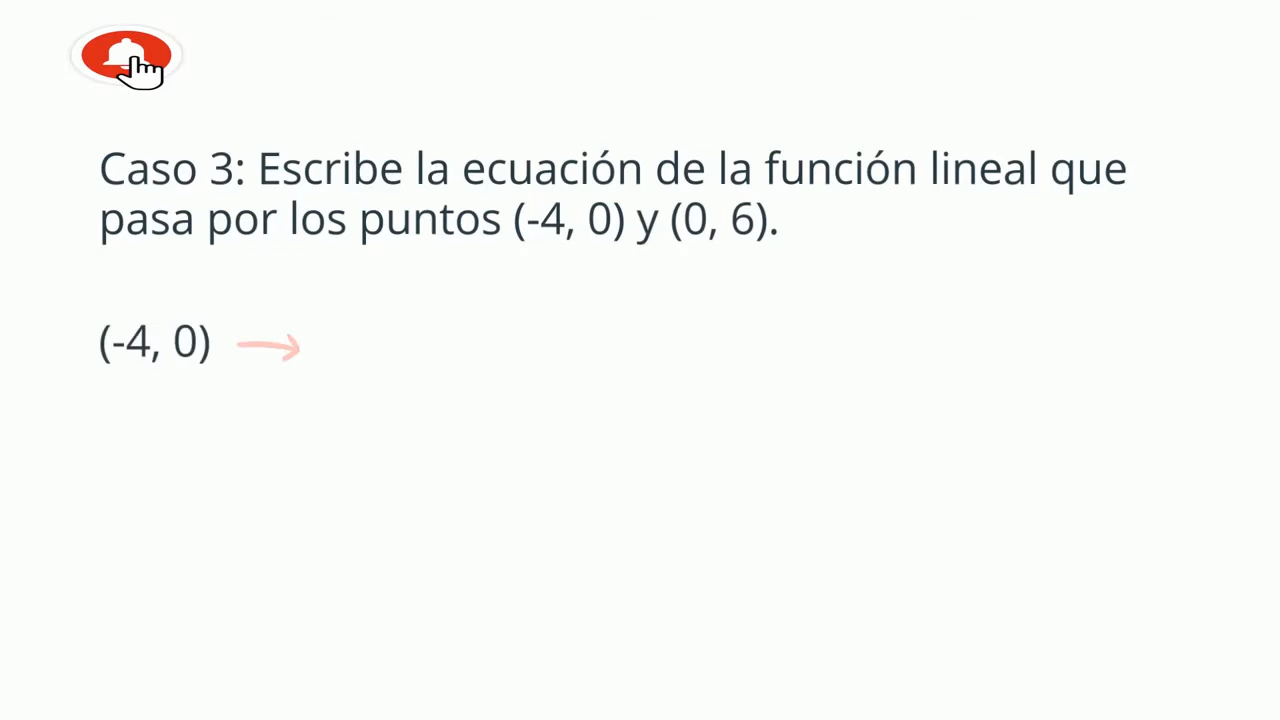 Caso 3: Escribe la ecuación de la función lineal que
pasa por los puntos (-4, 0) y (0, 6).
(-4, 0)